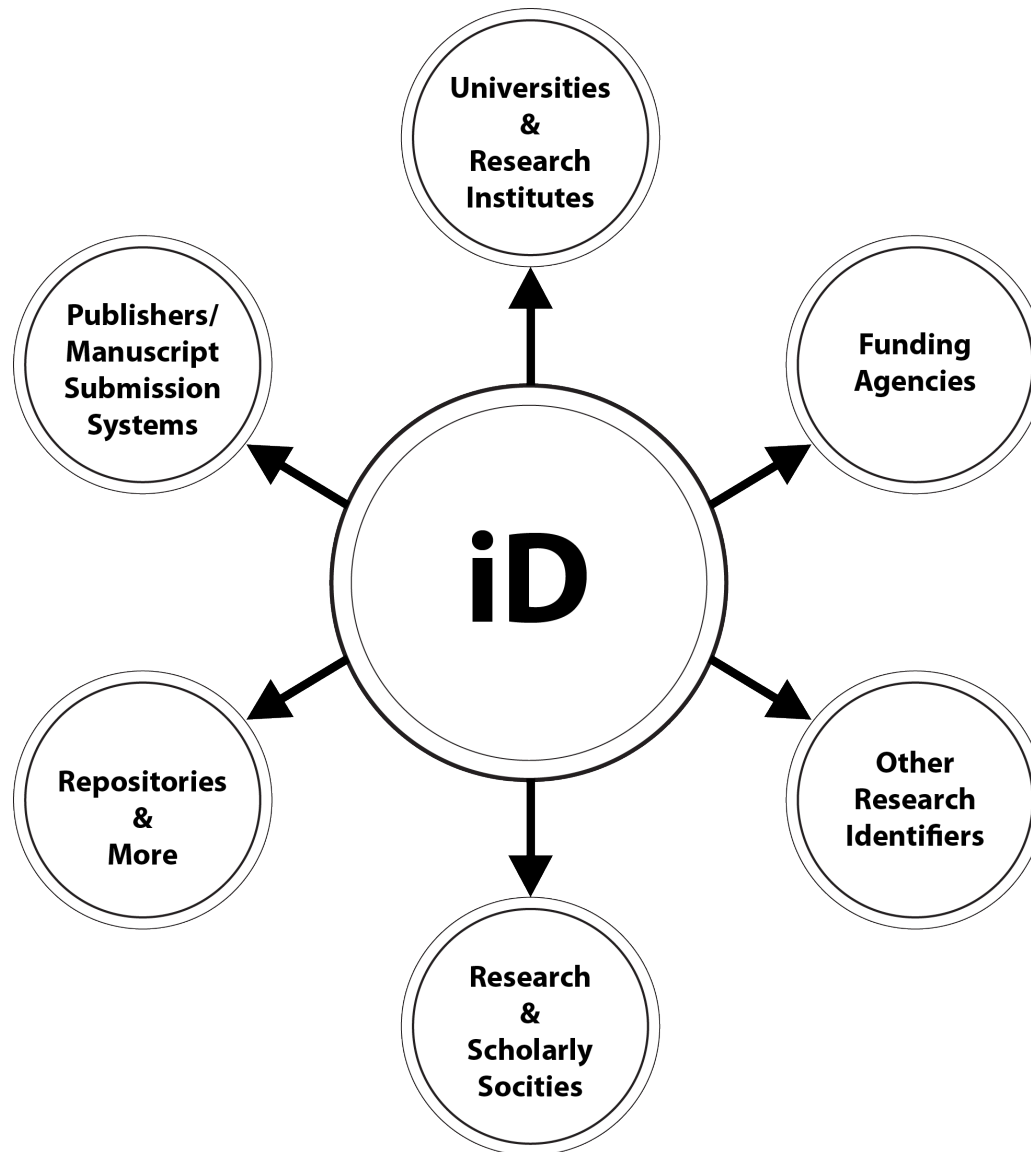 Universities
&
Research
Institutes
Publishers/
Manuscript
Submission
Systems
Funding
Agencies
iD
Repositories
&
More
Other
Research
Identifiers
Research
&
Scholarly
Socities